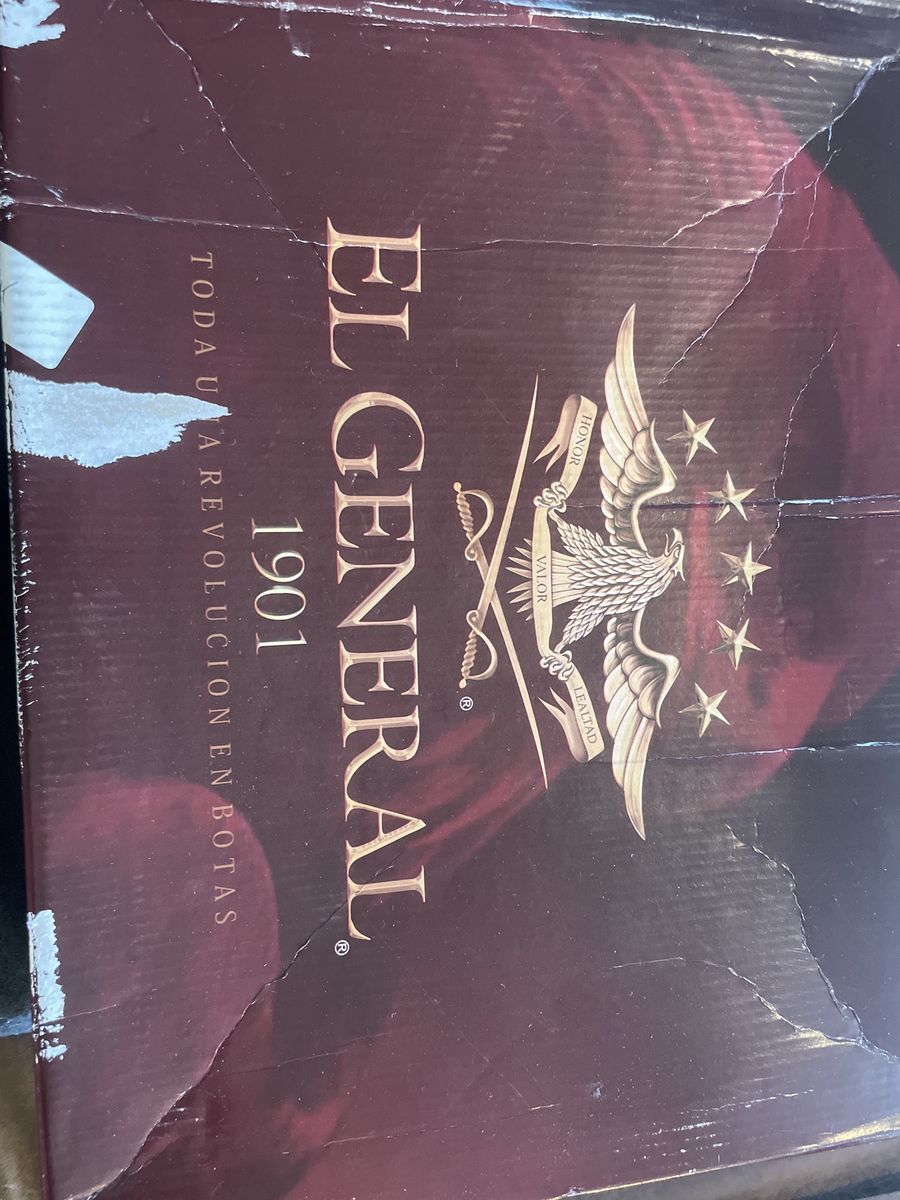 HONOR
VALOR
LEALTAD
®
EL GENERAL®
1901
TODA REVOLUCION EN BOTAS